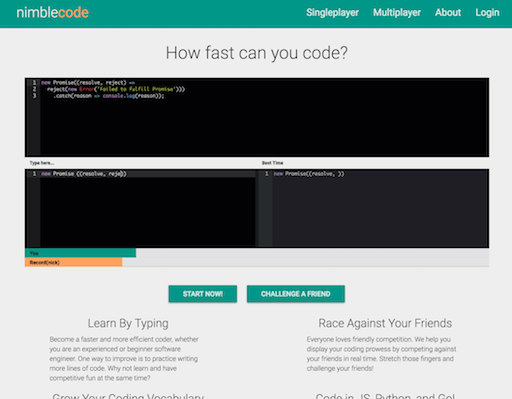 nimblecode
Singleplayer Multiplayer About Login
How fast can you code?
1 new Promise((resolve, reject) =>
2 reject(new Error('Failed to fulfill Promise')))
3 .catch(reason => console.log(reason));
Type here... Best Time
1 new Promise ((resolve, reje))
1 new Promise((resolve, ))
You
Record(nick)
START NOW! CHALLENGE A FRIEND
Learn By Typing
Become a faster and more efficient coder, whether
you are an experienced or beginner software
engineer. One way to improve is to practice writing
more lines of code. Why not learn and have
competitive fun at the same time?
Race Against Your Friends
Everyone loves friendly competition. We help you
display your coding prowess by competing against
your friends in real time. Stretch those fingers and
challenge your friends!
Grow Your Coding Vocabulary
Code in JS, Python, and Go!